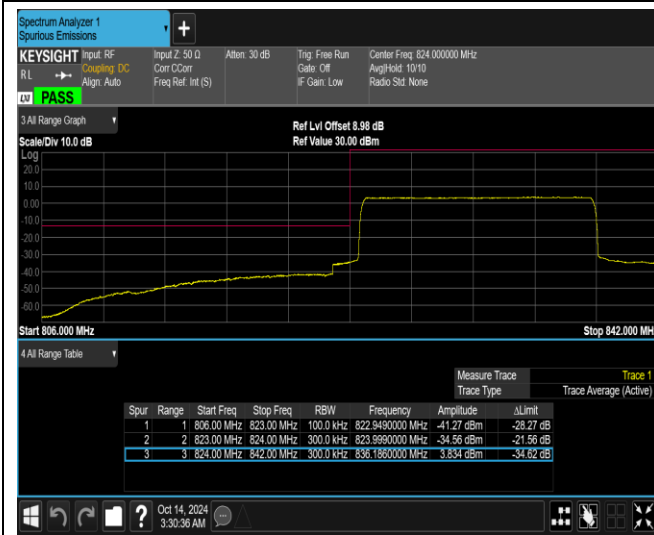 Spectrum Analyzer 1
Spurious Emissions
KEYSIGHT Input: RF Input Z: 50 Ω Atten: 30 dB Trig: Free Run Center Freq: 824.000000 MHz
RL Coupling: DC Corr CCorr Gate: Off Avg|Hold: 10/10
Align: Auto Freq Ref: Int (S) IF Gain: Low Radio Std: None
LXI PASS
3 All Range Graph
Ref Lvl Offset 8.98 dB
Scale/Div 10.0 dB Ref Value 30.00 dBm
Log
20.0
10.0
0.00
-10.0
-20.0
-30.0
-40.0
-50.0
-60.0
Start 806.000 MHz Stop 842.000 MH
4 All Range Table
Measure Trace Trace 1
Trace Type Trace Average (Active)
Spur Range Start Freq Stop Freq RBW Frequency Amplitude ΔLimit
1 1 806.00 MHz 823.00 MHz 100.0 kHz 822.9490000 MHz -41.27 dBm -28.27 dB
2 2 823.00 MHz 824.00 MHz 300.0 kHz 823.9990000 MHz -34.56 dBm -21.56 dB
3 3 824.00 MHz 842.00 MHz 300.0 kHz 836.1860000 MHz 3.834 dBm -34.62 dB
Oct 14, 2024
3:30:36 AM